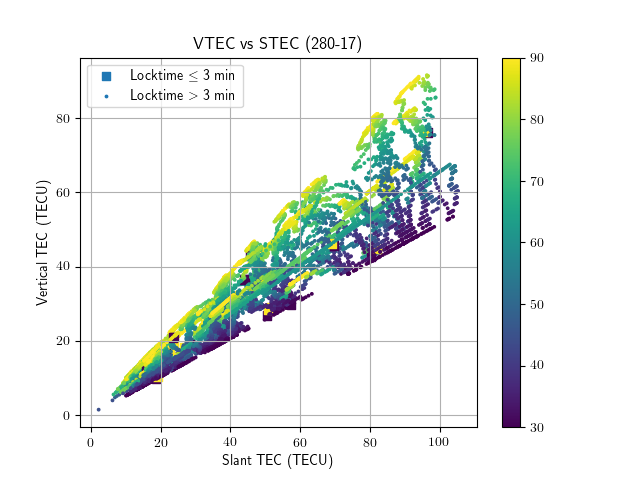 VTEC vs STEC (280-17)
Locktime ≤ 3 min
Locktime > 3 min
Vertical TEC (TECU)
80
60
40
20
0
0 20 40 60 80 100
Slant TEC (TECU)
90
80
70
60
50
40
30